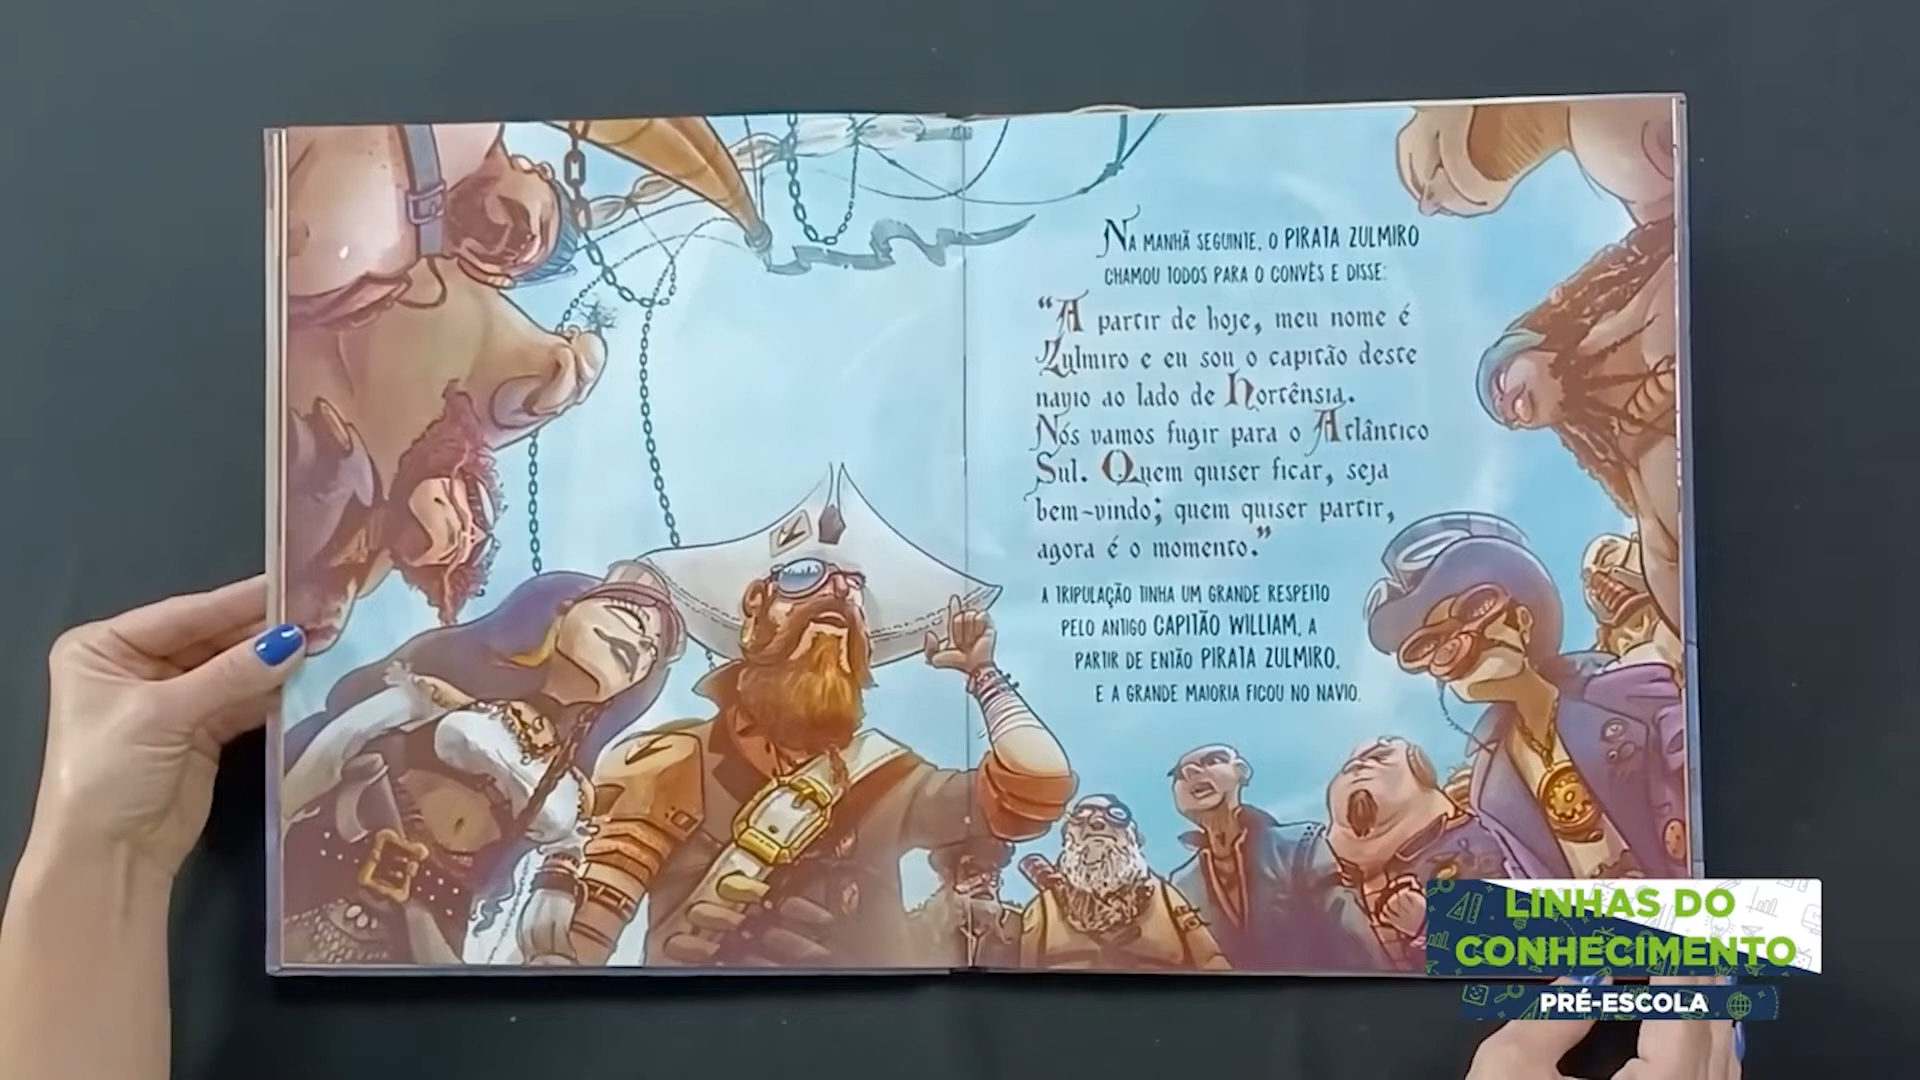 NA MANHÃ SEGUINTE, O PIRATA ZULMIRO
CHAMOU TODOS PARA O CONVÉS E DISSE:
“A partir de hoje, meu nome é
Zulmiro e eu sou o capitão deste
navio ao lado de Hortênsia.
Nós vamos fugir para o Atlântico
Sul. Quem quiser ficar, seja
bem-vindo; quem quiser partir,
agora é o momento.”
A TRIPULAÇÃO TINHA UM GRANDE RESPEITO
PELO ANTIGO CAPITÃO WILLIAM, A
PARTIR DE ENTÃO PIRATA ZULMIRO,
E A GRANDE MAIORIA FICOU NO NAVIO.
LINHAS DO
CONHECIMENTO
PRÉ-ESCOLA